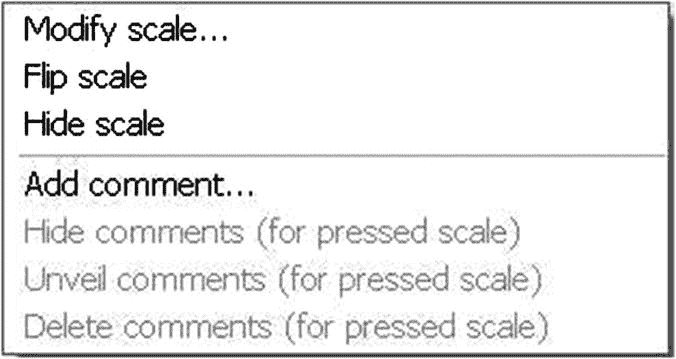 Modify scale...
Flip scale
Hide scale
Add comment...
Hide comments (for pressed scale)
Unveil comments (for pressed scale)
Delete comments (for pressed scale)